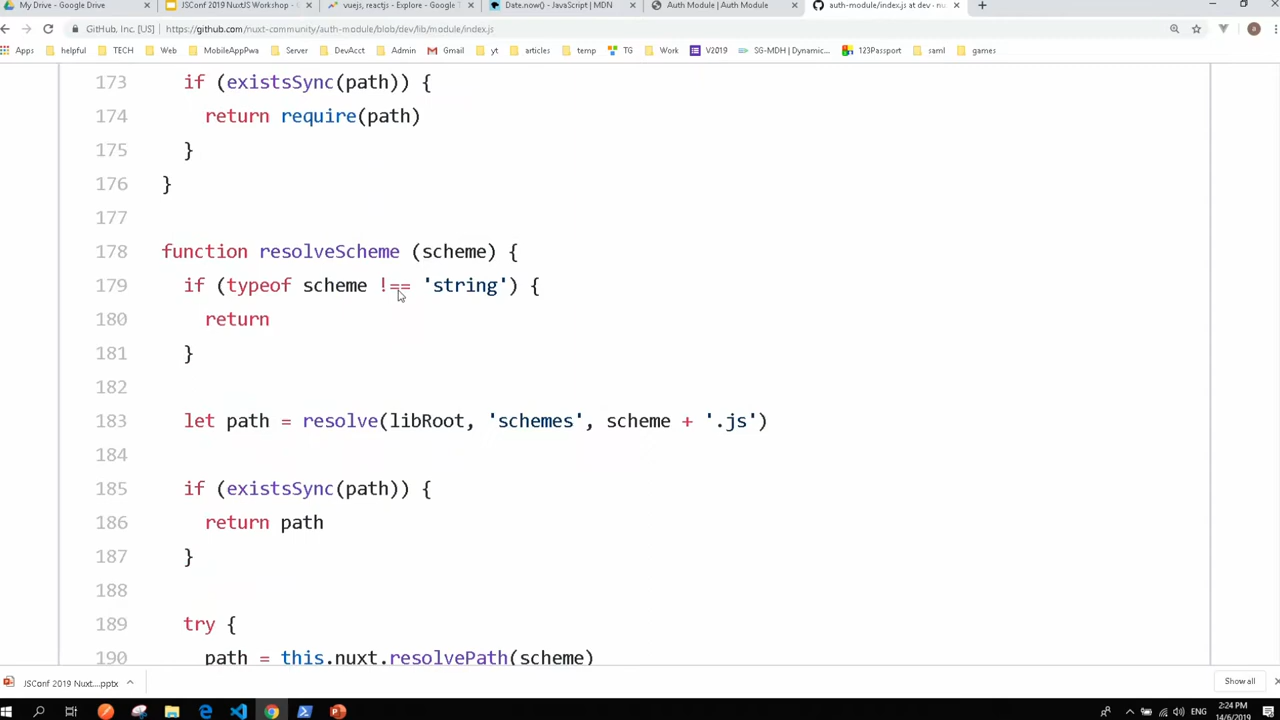 My Drive - Google Drive
JSConf 2019 NuxtJS Workshop -
vuejs, reactjs - Explore - Google T
Date.now() - JavaScript | MDN
Auth Module | Auth Module
auth-module/index.js at dev · nu
GitHub, Inc. [US] | https://github.com/nuxt-community/auth-module/blob/dev/lib/module/index.js
Apps helpful TECH Web MobileAppPwa Server DevAcct Admin Gmail yt articles temp TG Work V2019 SG-MDH | Dynamic... 123Passport saml games
173 if (existsSync(path)) {
174 return require(path)
175 }
176 }
177
178 function resolveScheme (scheme) {
179 if (typeof scheme !== 'string') {
180 return
181 }
182
183 let path = resolve(libRoot, 'schemes', scheme + '.js')
184
185 if (existsSync(path)) {
186 return path
187 }
188
189 try {
190 path = this.nuxt.resolvePath(scheme)
JSConf 2019 Nuxt....pptx
Show all
ENG
2:24 PM
14/6/2019